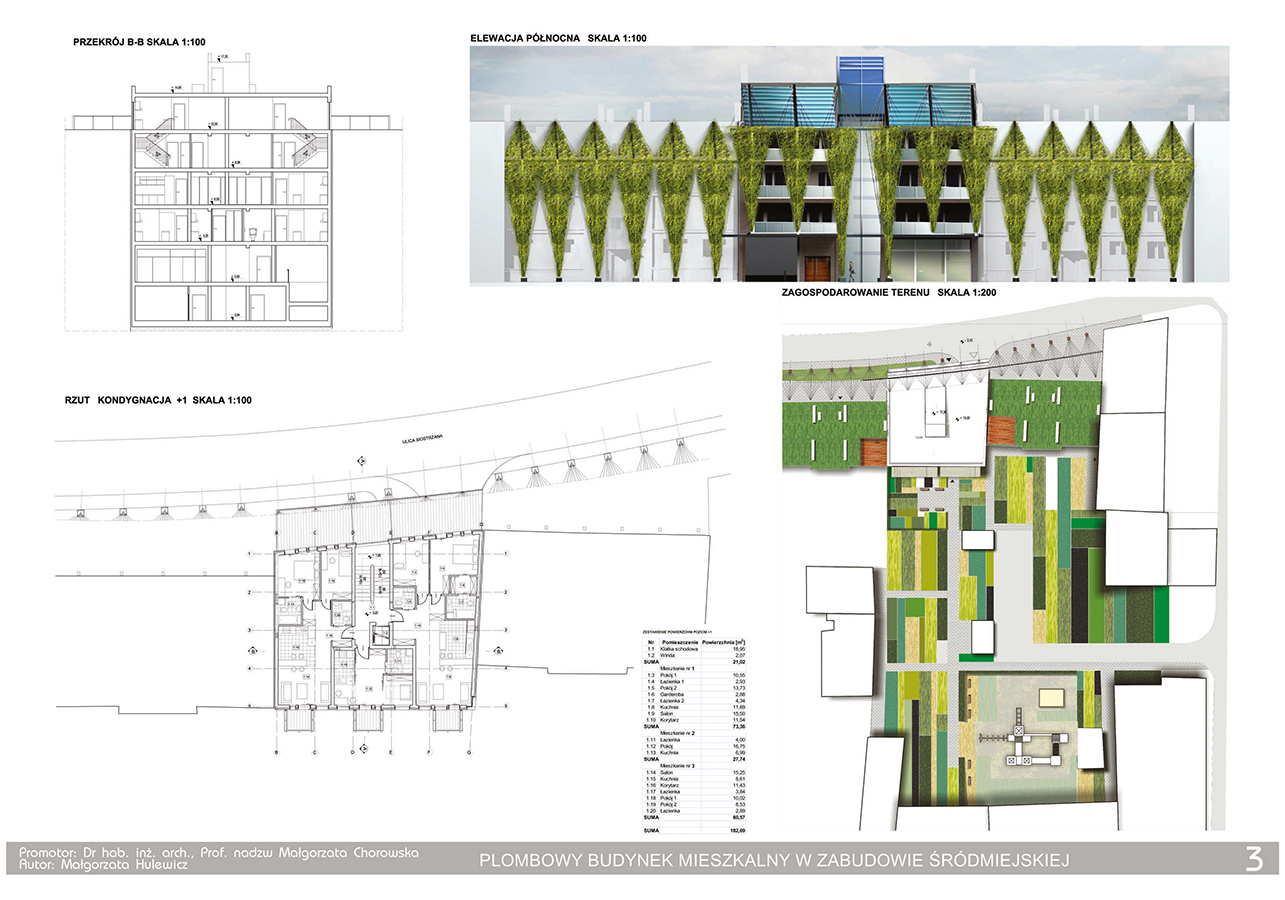 PRZEKRÓJ B-B SKALA 1:100
ELEWACJA PÓŁNOCNA SKALA 1:100
ZAGOSPODAROWANIE TERENU SKALA 1:200
RZUT KONDYGNACJA +1 SKALA 1:100
ULICA SIOSTRZANA
ZESTAWIENIE POWIERZCHNI POZIOM +1
Nr Pomieszczenie Powierzchnia [m²]
1.1 Klatka schodowa 18,95
1.2 Winda 2,07
SUMA 21,02
Mieszkanie nr 1
1.3 Pokój 1 10,55
1.4 Łazienka 1 2,93
1.5 Pokój 2 13,73
1.6 Garderoba 2,88
1.7 Łazienka 2 4,34
1.8 Kuchnia 11,89
1.9 Salon 15,50
1.10 Korytarz 11,54
SUMA 73,36
Mieszkanie nr 2
1.11 Łazienka 4,00
1.12 Pokój 16,75
1.13 Kuchnia 6,99
SUMA 27,74
Mieszkanie nr 3
1.14 Salon 15,25
1.15 Kuchnia 8,61
1.16 Korytarz 11,43
1.17 Łazienka 3,84
1.18 Pokój 1 10,02
1.19 Pokój 2 8,53
1.20 Łazienka 2,89
SUMA 60,57
SUMA 182,69
Promotor: Dr hab. inż. arch., Prof. nadzw Małgorzata Chorowska
Autor: Małgorzata Hulewicz
PLOMBOWY BUDYNEK MIESZKALNY W ZABUDOWIE ŚRÓDMIEJSKIEJ
3